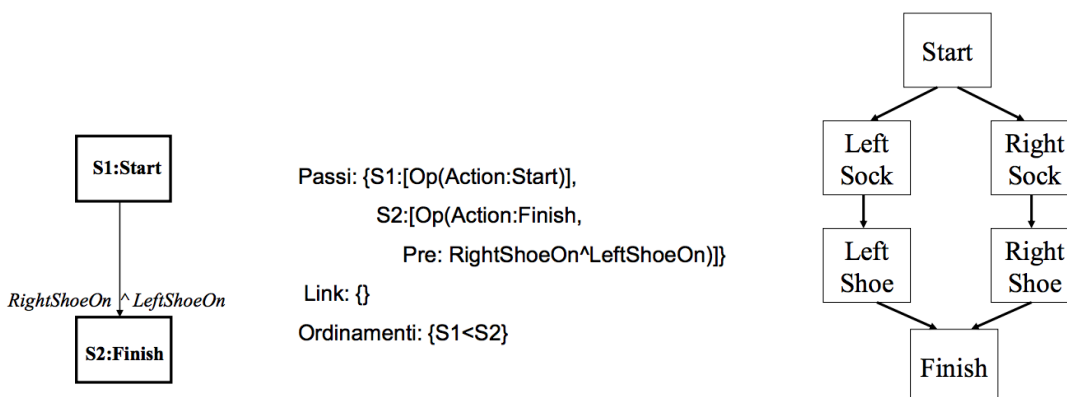 S1:Start
RightShoeOn ^ LeftShoeOn
S2:Finish
Passi: {S1:[Op(Action:Start)],
S2:[Op(Action:Finish,
Pre: RightShoeOn^LeftShoeOn)]}
Link: {}
Ordinamenti: {S1<S2}
Start
Left
Sock
Right
Sock
Left
Shoe
Right
Shoe
Finish